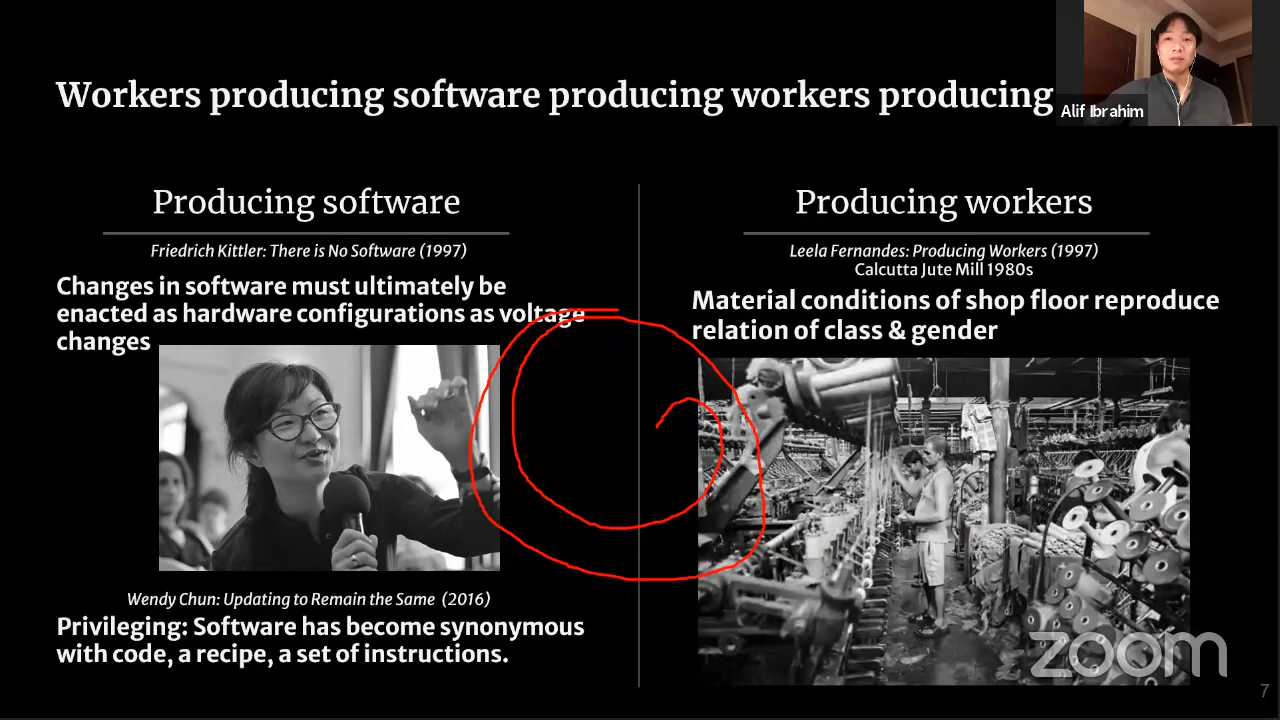 Workers producing software producing workers producing
Alif Ibrahim
Producing software
Friedrich Kittler: There is No Software (1997)
Changes in software must ultimately be
enacted as hardware configurations as voltage
changes
Wendy Chun: Updating to Remain the Same (2016)
Privileging: Software has become synonymous
with code, a recipe, a set of instructions.
Producing workers
Leela Fernandes: Producing Workers (1997)
Calcutta Jute Mill 1980s
Material conditions of shop floor reproduce
relation of class & gender
zoom
7